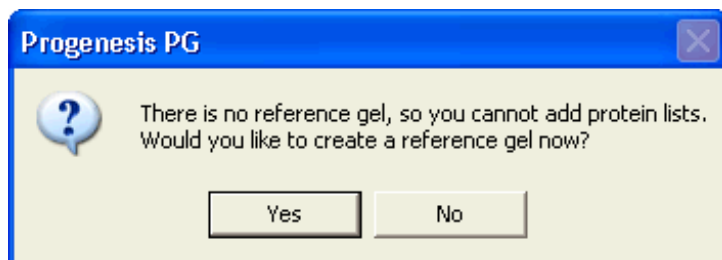 Progenesis PG
There is no reference gel, so you cannot add protein lists.
Would you like to create a reference gel now?
Yes No